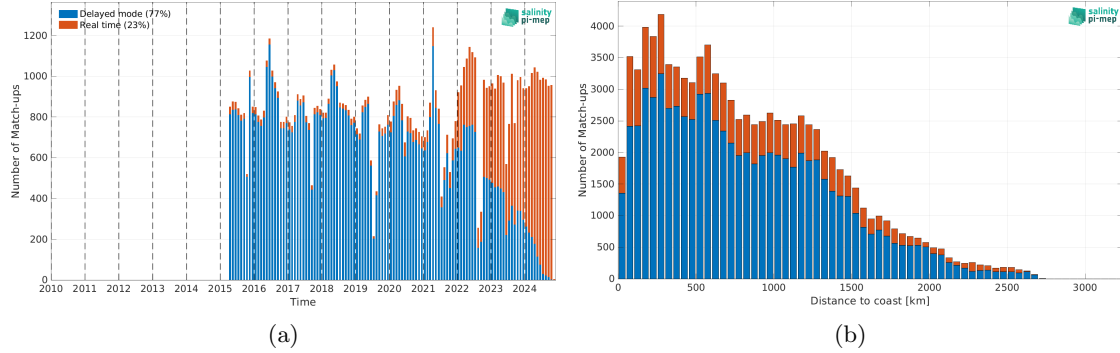 Delayed mode (77%)
Real time (23%)
salinity
pi-mep
Number of Match-ups
1200
1000
800
600
400
200
0
2010 2011 2012 2013 2014 2015 2016 2017 2018 2019 2020 2021 2022 2023 2024
Time
(a)
salinity
pi-mep
Number of Match-ups
4000
3500
3000
2500
2000
1500
1000
500
0
0 500 1000 1500 2000 2500 3000
Distance to coast [km]
(b)